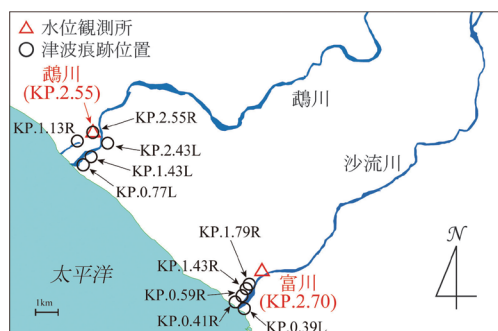 水位観測所
津波痕跡位置
鵡川
(KP.2.55)
KP.1.13R
KP.2.55R
鵡川
KP.2.43L
KP.1.43L
沙流川
KP.0.77L
KP.1.79R
太平洋
KP.1.43R
富川
(KP.2.70)
KP.0.59R
KP.0.41R
KP.0.39L
1km
N